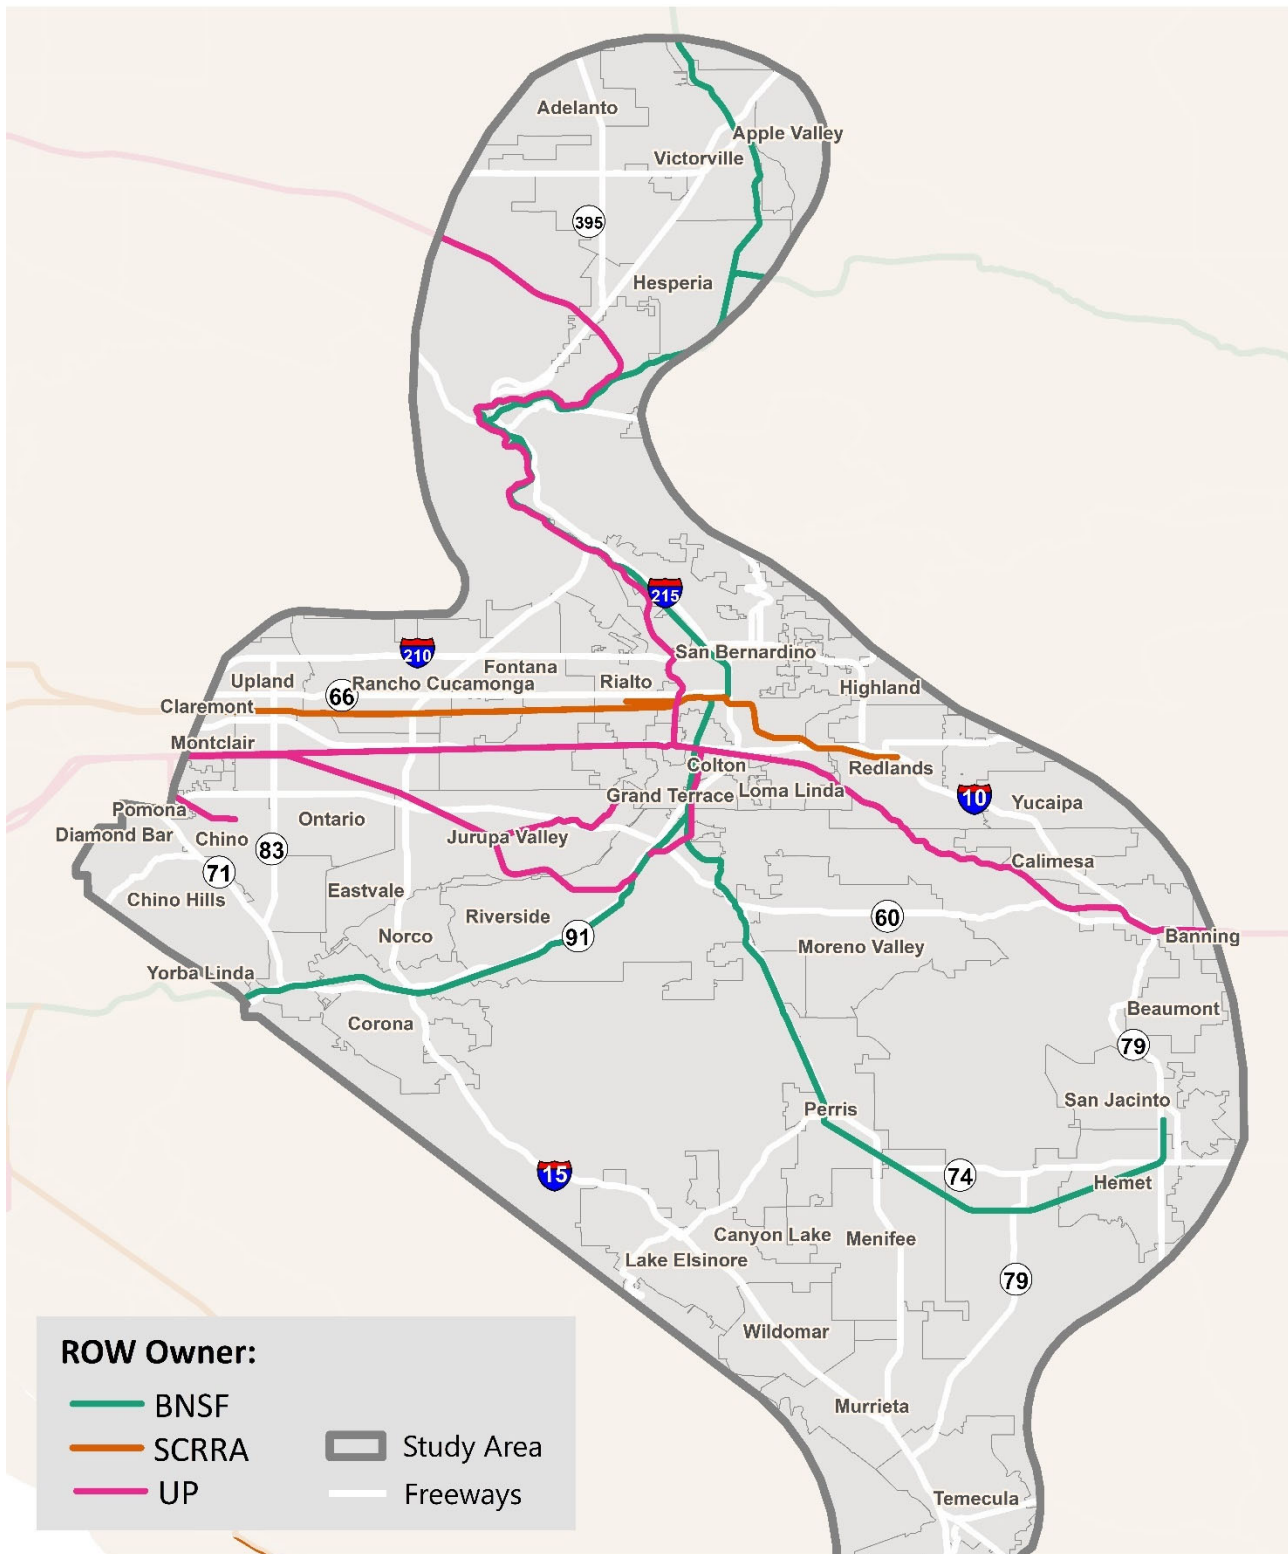 Adelanto
Apple Valley
Victorville
395
Hesperia
215
210
San Bernardino
Fontana
Upland
66
Rancho Cucamonga
Rialto
Highland
Claremont
Montclair
Colton
Redlands
Loma Linda
Grand Terrace
10
Yucaipa
Pomona
Ontario
Diamond Bar
Chino
83
Jurupa Valley
Calimesa
71
Chino Hills
Eastvale
Riverside
60
91
Norco
Moreno Valley
Banning
Yorba Linda
Corona
Beaumont
79
San Jacinto
Perris
15
74
Hemet
Canyon Lake
Menifee
Lake Elsinore
79
Wildomar
Murrieta
Temecula
ROW Owner:
BNSF
SCRRA
UP
Study Area
Freeways